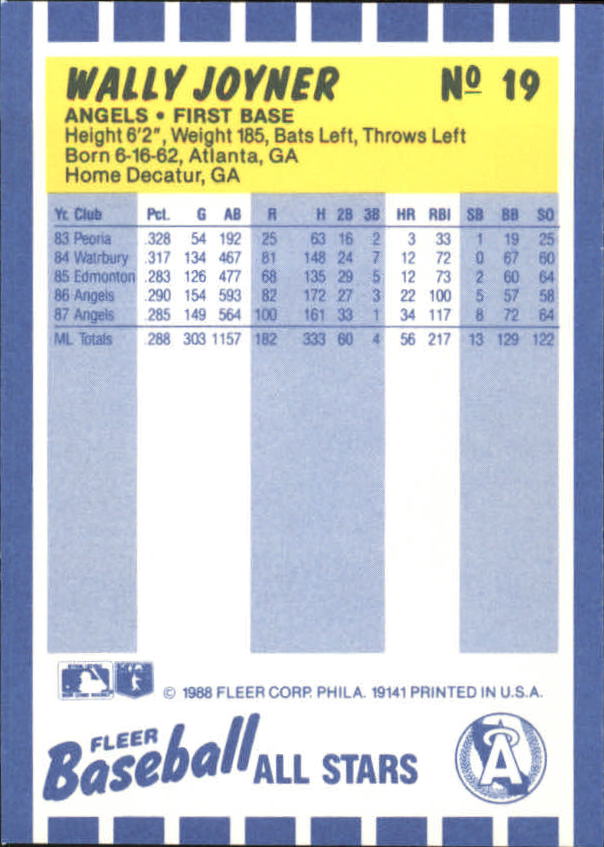 WALLY JOYNER Nº 19
ANGELS • FIRST BASE
Height 6'2", Weight 185, Bats Left, Throws Left
Born 6-16-62, Atlanta, GA
Home Decatur, GA
Yr. Club Pct. G AB R H 2B 3B HR RBI SB BB SO
83 Peoria .328 54 192 25 63 16 2 3 33 1 19 25
84 Watrbury .317 134 467 81 148 24 7 12 72 0 67 60
85 Edmonton .283 126 477 68 135 29 5 12 73 2 60 64
86 Angels .290 154 593 82 172 27 3 22 100 5 57 58
87 Angels .285 149 564 100 161 33 1 34 117 8 72 64
ML Totals .288 303 1157 182 333 60 4 56 217 13 129 122
© 1988 FLEER CORP. PHILA. 19141 PRINTED IN U.S.A.
FLEER
Baseball ALL STARS
A